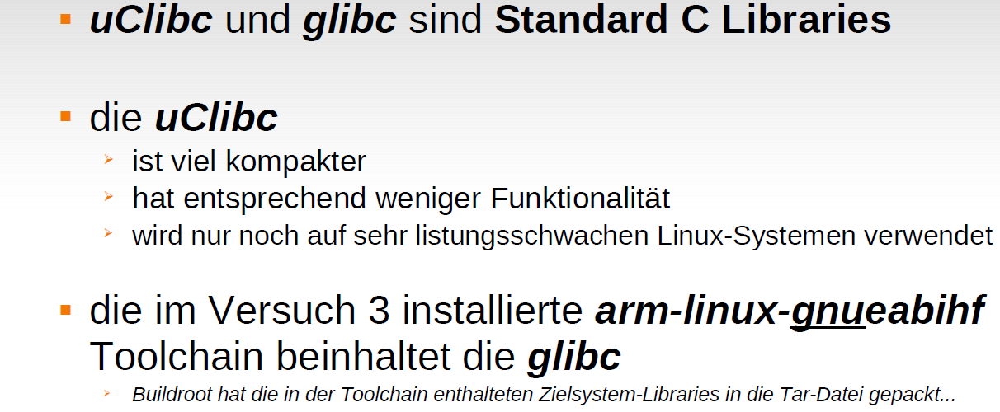 uClibc und glibc sind Standard C Libraries
die uClibc
ist viel kompakter
hat entsprechend weniger Funktionalität
wird nur noch auf sehr listungsschwachen Linux-Systemen verwendet
die im Versuch 3 installierte arm-linux-gnueabihf
Toolchain beinhaltet die glibc
Buildroot hat die in der Toolchain enthalteten Zielsystem-Libraries in die Tar-Datei gepackt...